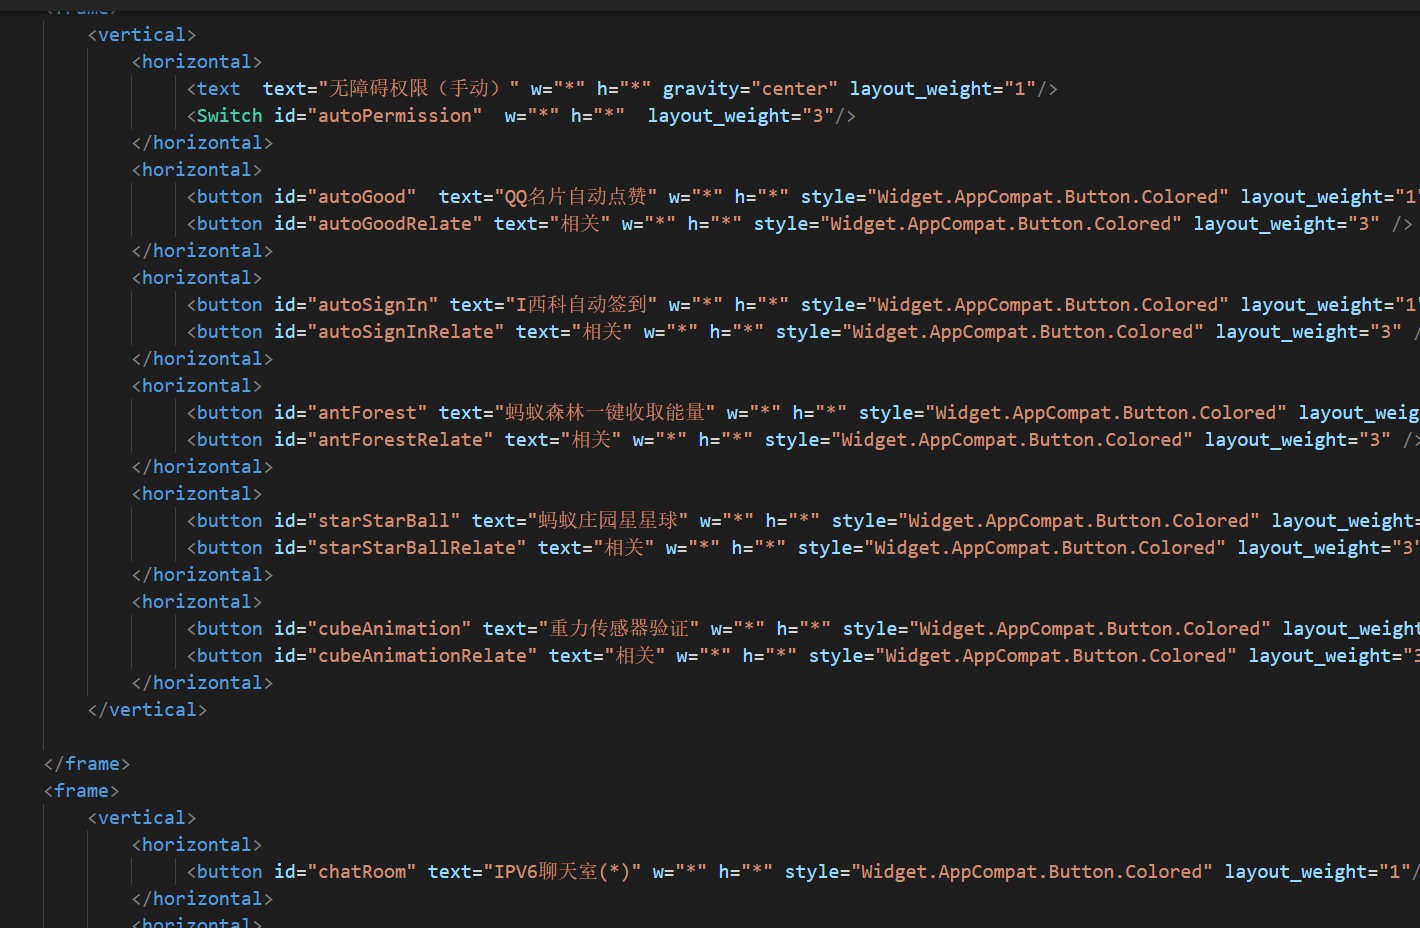 <frame>
<vertical>
<horizontal>
<text  text="无障碍权限（手动）" w="*" h="*" gravity="center" layout_weight="1"/>
<Switch id="autoPermission"  w="*" h="*"  layout_weight="3"/>
</horizontal>
<horizontal>
<button id="autoGood"  text="QQ名片自动点赞" w="*" h="*" style="Widget.AppCompat.Button.Colored" layout_weight="1"
<button id="autoGoodRelate" text="相关" w="*" h="*" style="Widget.AppCompat.Button.Colored" layout_weight="3" />
</horizontal>
<horizontal>
<button id="autoSignIn" text="I西科自动签到" w="*" h="*" style="Widget.AppCompat.Button.Colored" layout_weight="1"
<button id="autoSignInRelate" text="相关" w="*" h="*" style="Widget.AppCompat.Button.Colored" layout_weight="3" /
</horizontal>
<horizontal>
<button id="antForest" text="蚂蚁森林一键收取能量" w="*" h="*" style="Widget.AppCompat.Button.Colored" layout_weig
<button id="antForestRelate" text="相关" w="*" h="*" style="Widget.AppCompat.Button.Colored" layout_weight="3" />
</horizontal>
<horizontal>
<button id="starStarBall" text="蚂蚁庄园星星球" w="*" h="*" style="Widget.AppCompat.Button.Colored" layout_weight=
<button id="starStarBallRelate" text="相关" w="*" h="*" style="Widget.AppCompat.Button.Colored" layout_weight="3"
</horizontal>
<horizontal>
<button id="cubeAnimation" text="重力传感器验证" w="*" h="*" style="Widget.AppCompat.Button.Colored" layout_weight
<button id="cubeAnimationRelate" text="相关" w="*" h="*" style="Widget.AppCompat.Button.Colored" layout_weight="3
</horizontal>
</vertical>
</frame>
<frame>
<vertical>
<horizontal>
<button id="chatRoom" text="IPV6聊天室(*)" w="*" h="*" style="Widget.AppCompat.Button.Colored" layout_weight="1"/
</horizontal>
<horizontal>